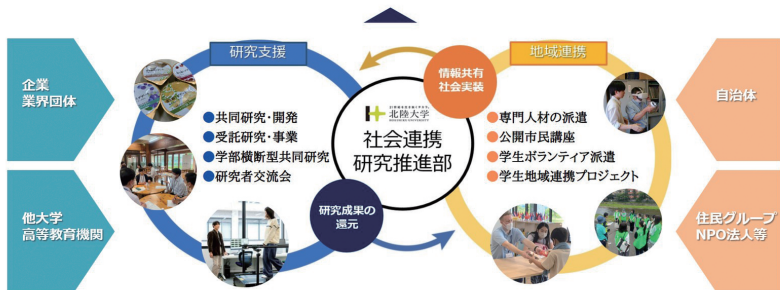 企業
業界団体
他大学
高等教育機関
研究支援
●共同研究・開発
●受託研究・事業
●学部横断型共同研究
●研究者交流会
北陸大学
HOKURIKU UNIVERSITY
社会連携
研究推進部
情報共有
社会実装
研究成果の
還元
地域連携
●専門人材の派遣
●公開市民講座
●学生ボランティア派遣
●学生地域連携プロジェクト
自治体
住民グループ
NPO法人等